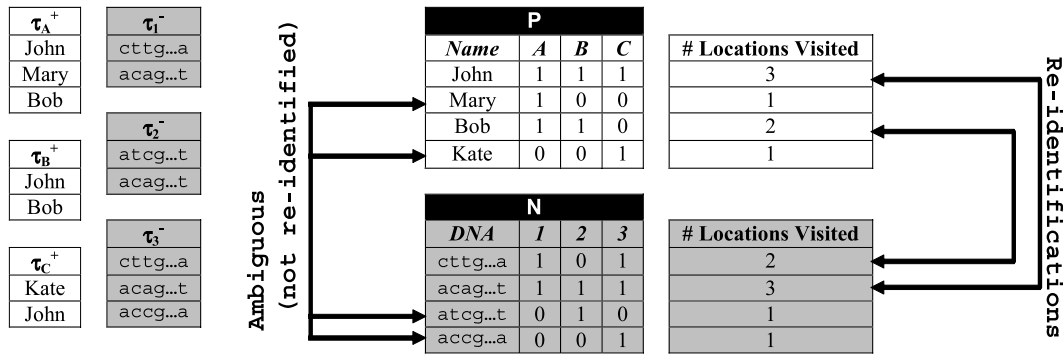 τA+
John
Mary
Bob
τB+
John
Bob
τC+
Kate
John
τ1-
cttg…a
acag…t
τ2-
atcg…t
acag…t
τ3-
cttg…a
acag…t
accg…a
Ambiguous
(not re-identified)
P
Name A B C
John 1 1 1
Mary 1 0 0
Bob 1 1 0
Kate 0 0 1
# Locations Visited
3
1
2
1
N
DNA 1 2 3
cttg…a 1 0 1
acag…t 1 1 1
atcg…t 0 1 0
accg…a 0 0 1
# Locations Visited
2
3
1
1
Re-identifications